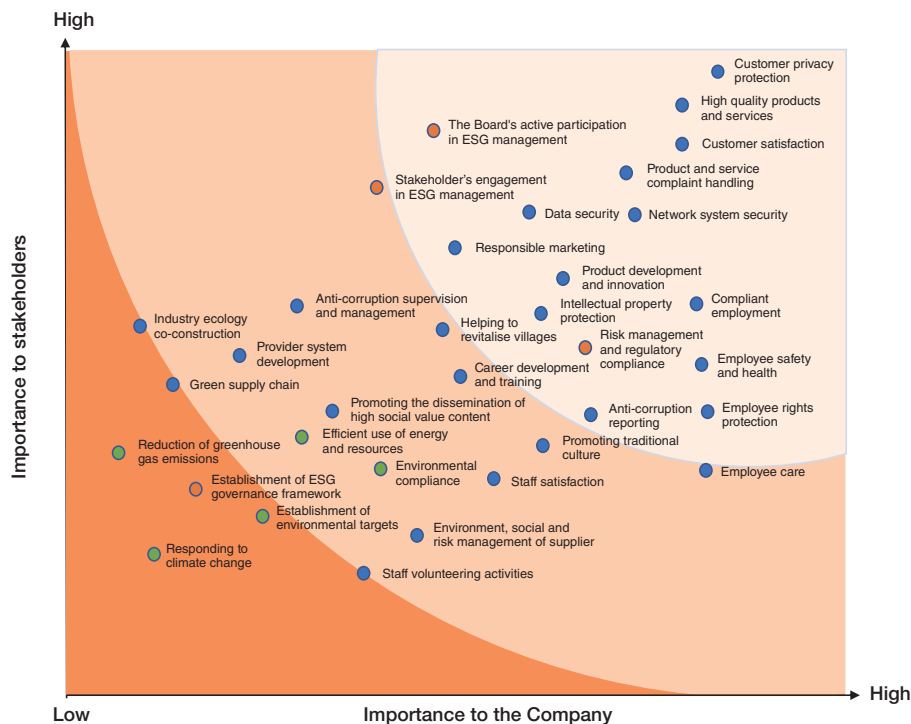 High
Customer privacy
protection
High quality products
and services
The Board's active participation
in ESG management
Customer satisfaction
Product and service
complaint handling
Stakeholder's engagement
in ESG management
Data security
Network system security
Responsible marketing
Product development
and innovation
Anti-corruption supervision
and management
Intellectual property
protection
Compliant
employment
Industry ecology
co-construction
Helping to
revitalise villages
Risk management
and regulatory
compliance
Provider system
development
Employee safety
and health
Career development
and training
Green supply chain
Promoting the dissemination of
high social value content
Anti-corruption
reporting
Employee rights
protection
Efficient use of energy
and resources
Promoting traditional
culture
Reduction of greenhouse
gas emissions
Environmental
compliance
Employee care
Establishment of ESG
governance framework
Staff satisfaction
Establishment of
environmental targets
Environment, social and
risk management of supplier
Responding to
climate change
Staff volunteering activities
Importance to stakeholders
High
Low
Importance to the Company